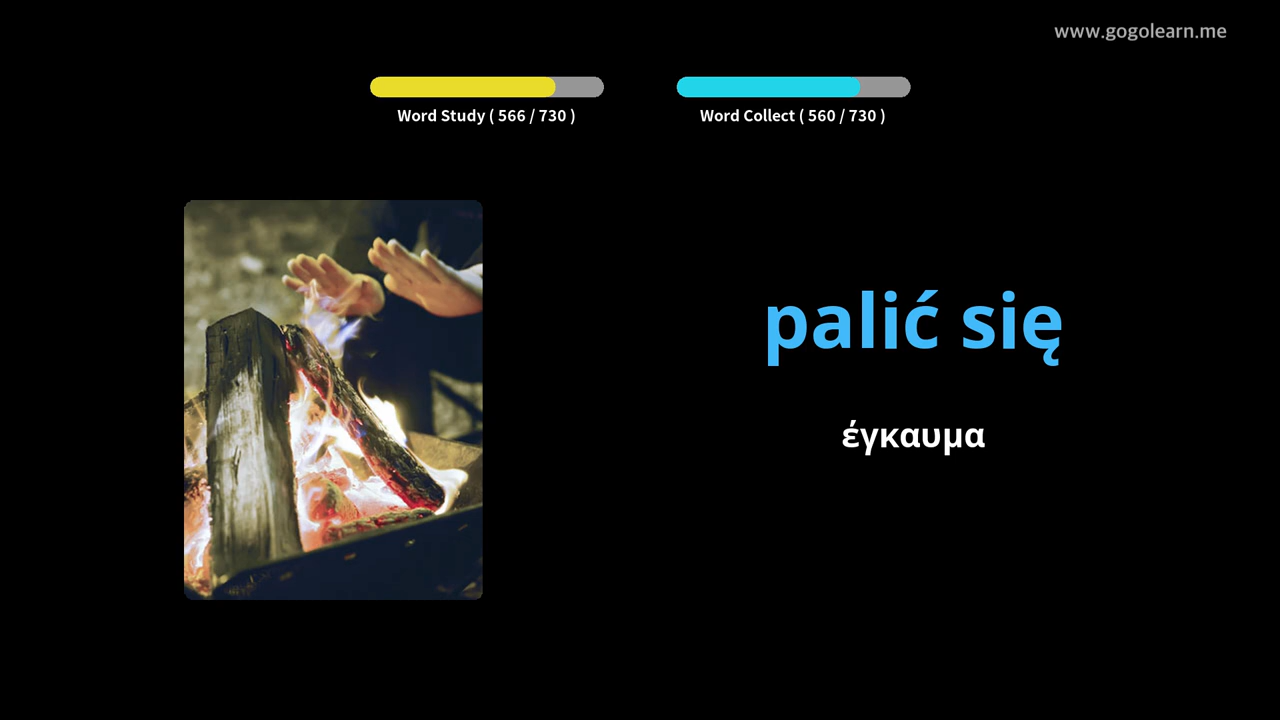 www.gogolearn.me
Word Study ( 566 / 730 )
Word Collect ( 560 / 730 )
palić się
έγκαυμα